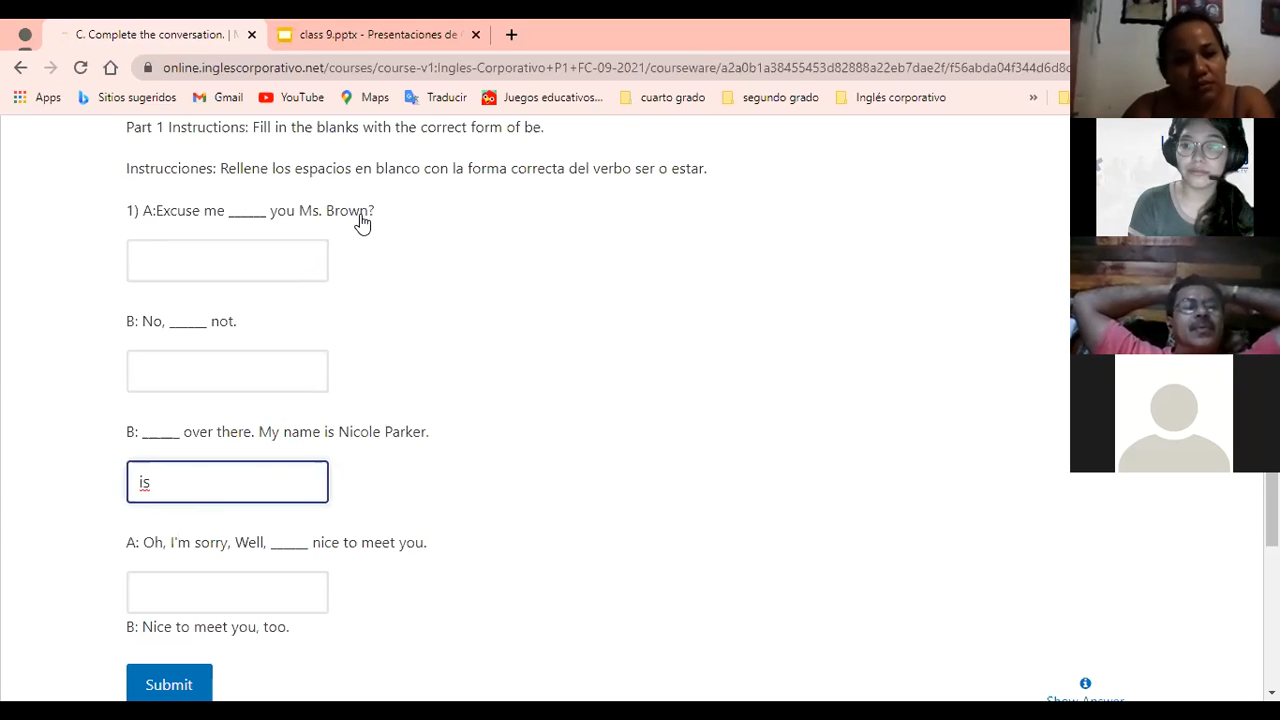 C. Complete the conversation. | M
class 9.pptx - Presentaciones de
online.inglescorporativo.net/courses/course-v1:Ingles-Corporativo+P1+FC-09-2021/courseware/a2a0b1a38455453d82888a22eb7dae2f/f56abda04f344d6d8c
Apps Sitios sugeridos Gmail YouTube Maps Traducir Juegos educativos... cuarto grado segundo grado Inglés corporativo »
Part 1 Instructions: Fill in the blanks with the correct form of be.
Instrucciones: Rellene los espacios en blanco con la forma correcta del verbo ser o estar.
1) A:Excuse me _____ you Ms. Brown?
B: No, _____ not.
B: _____ over there. My name is Nicole Parker.
is
A: Oh, I'm sorry, Well, _____ nice to meet you.
B: Nice to meet you, too.
Submit
Show Answer